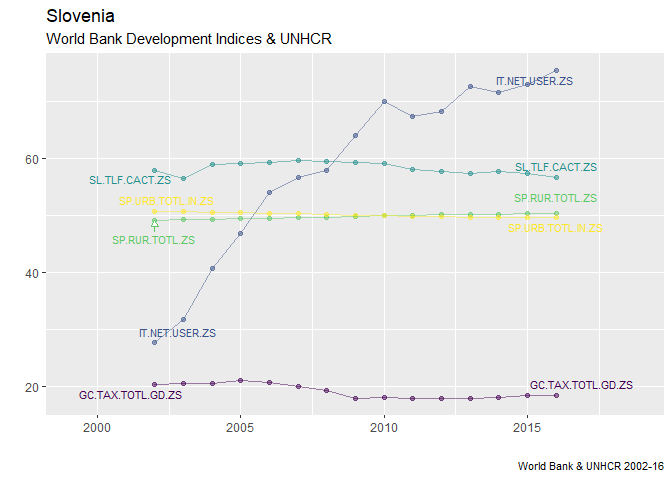 Slovenia
World Bank Development Indices & UNHCR
IT.NET.USER.ZS
60
SL.TLF.CACT.ZS
SL.TLF.CACT.ZS
SP.URB.TOTL.IN.ZS
SP.RUR.TOTL.ZS
SP.RUR.TOTL.ZS
SP.URB.TOTL.IN.ZS
40
IT.NET.USER.ZS
20
GC.TAX.TOTL.GD.ZS
GC.TAX.TOTL.GD.ZS
2000 2005 2010 2015
World Bank & UNHCR 2002-16